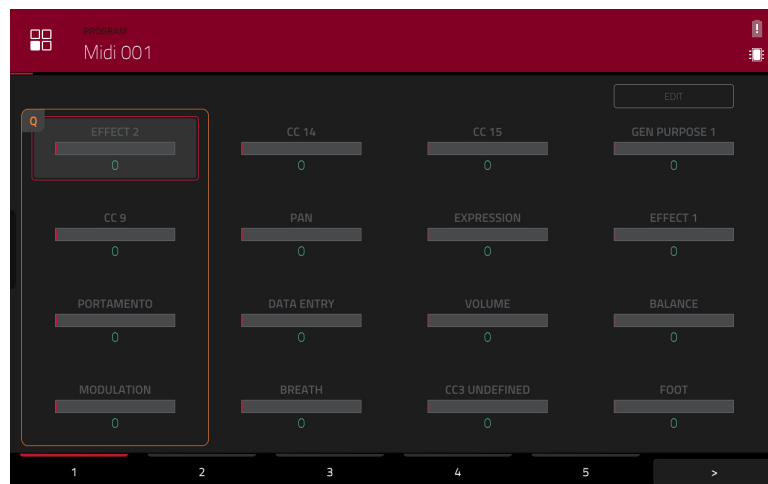 PROGRAM
Midi 001
!
EDIT
Q
EFFECT 2 CC 14 CC 15 GEN PURPOSE 1
0 0 0 0
CC 9 PAN EXPRESSION EFFECT 1
0 0 0 0
PORTAMENTO DATA ENTRY VOLUME BALANCE
0 0 0 0
MODULATION BREATH CC3 UNDEFINED FOOT
0 0 0 0
1 2 3 4 5 >